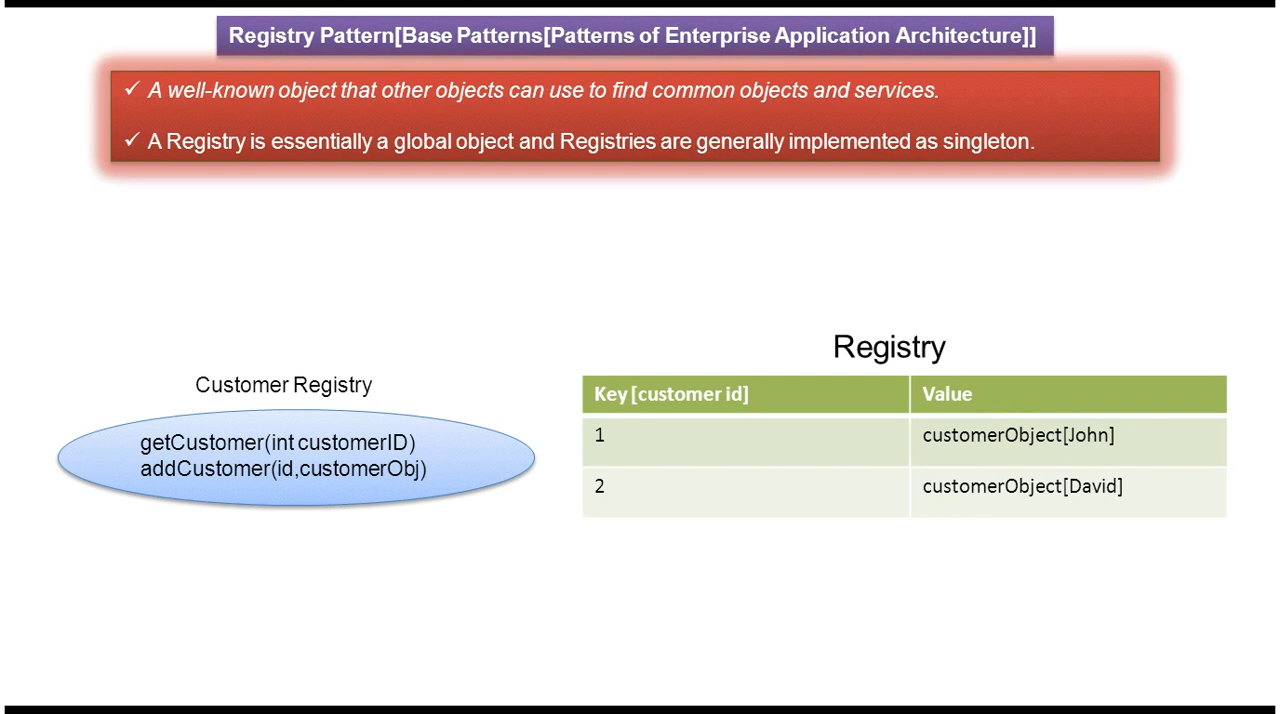 Registry Pattern[Base Patterns[Patterns of Enterprise Application Architecture]]
✓ A well-known object that other objects can use to find common objects and services.
✓ A Registry is essentially a global object and Registries are generally implemented as singleton.
Customer Registry
getCustomer(int customerID)
addCustomer(id,customerObj)
Registry
Key [customer id] Value
1 customerObject[John]
2 customerObject[David]